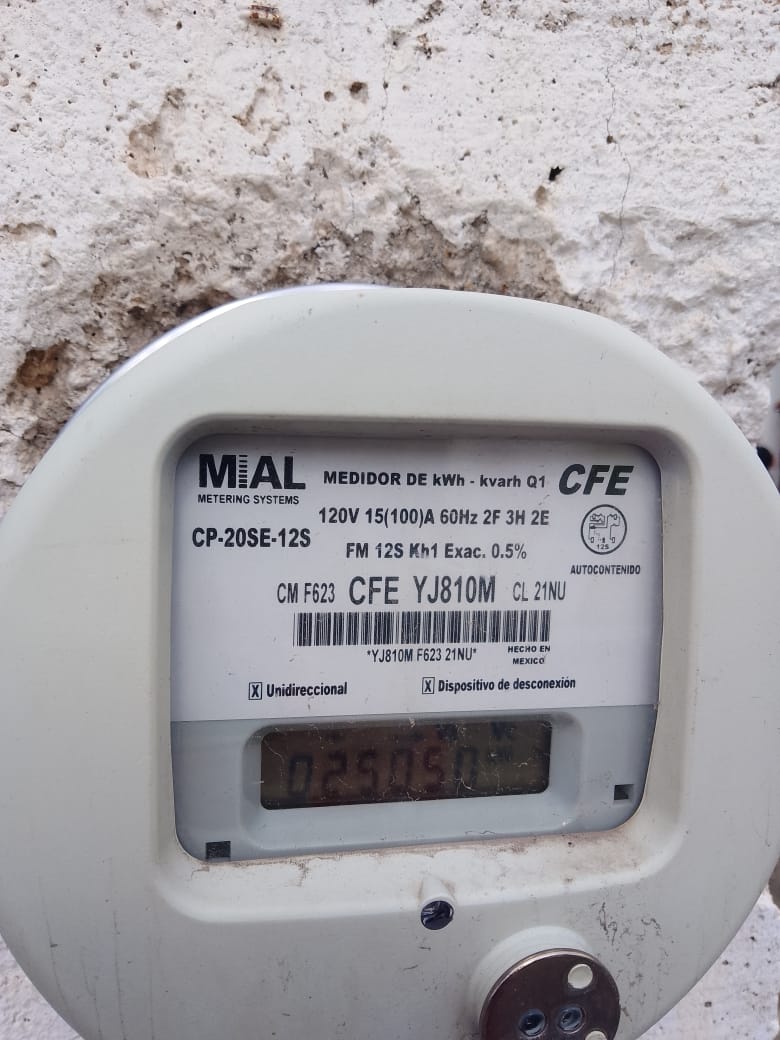 MIAL
METERING SYSTEMS
MEDIDOR DE kWh - kvarh Q1
CFE
120V 15(100)A 60Hz 2F 3H 2E
CP-20SE-12S
FM 12S Kh1 Exac. 0.5%
12S
AUTOCONTENIDO
CM F623 CFE YJ810M CL 21NU
*YJ810M F623 21NU*
HECHO EN
MEXICO
X Unidireccional
X Dispositivo de desconexión
025050